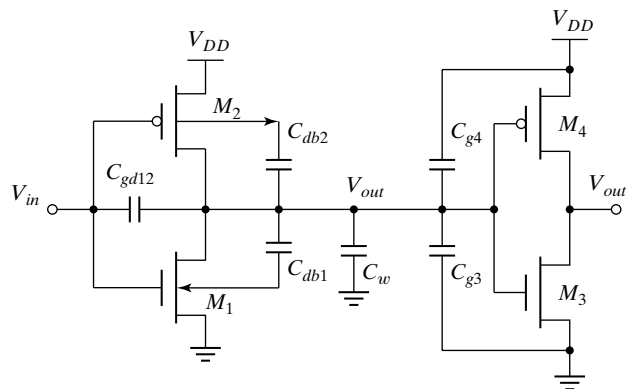 V_DD
V_DD
M_2
C_db2
C_g4
M_4
C_gd12
V_in
V_out
V_out
C_db1
C_w
C_g3
M_1
M_3